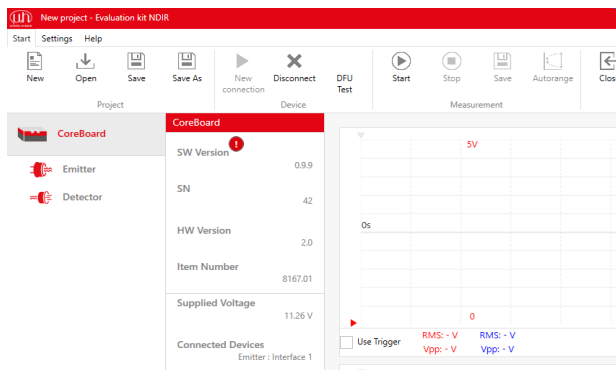 New project - Evaluation kit NDIR
Start Settings Help
New Open Save Save As New connection Disconnect DFU Test Start Stop Save Autorange Close
Project Device Measurement
CoreBoard
Emitter
Detector
CoreBoard
SW Version !
0.9.9
SN
42
HW Version
2.0
Item Number
8167.01
Supplied Voltage
11.26 V
Connected Devices
Emitter : Interface 1
5V
0s
0
Use Trigger
RMS: - V RMS: - V
Vpp: - V Vpp: - V